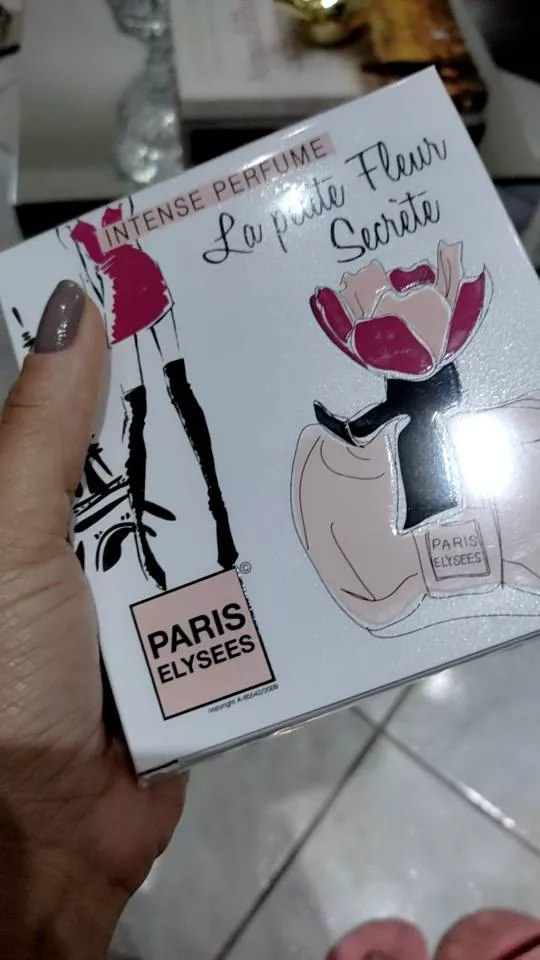 INTENSE PERFUME
La petite Fleur
Secrète
PARIS
ELYSEES
©
PARIS
ELYSEES